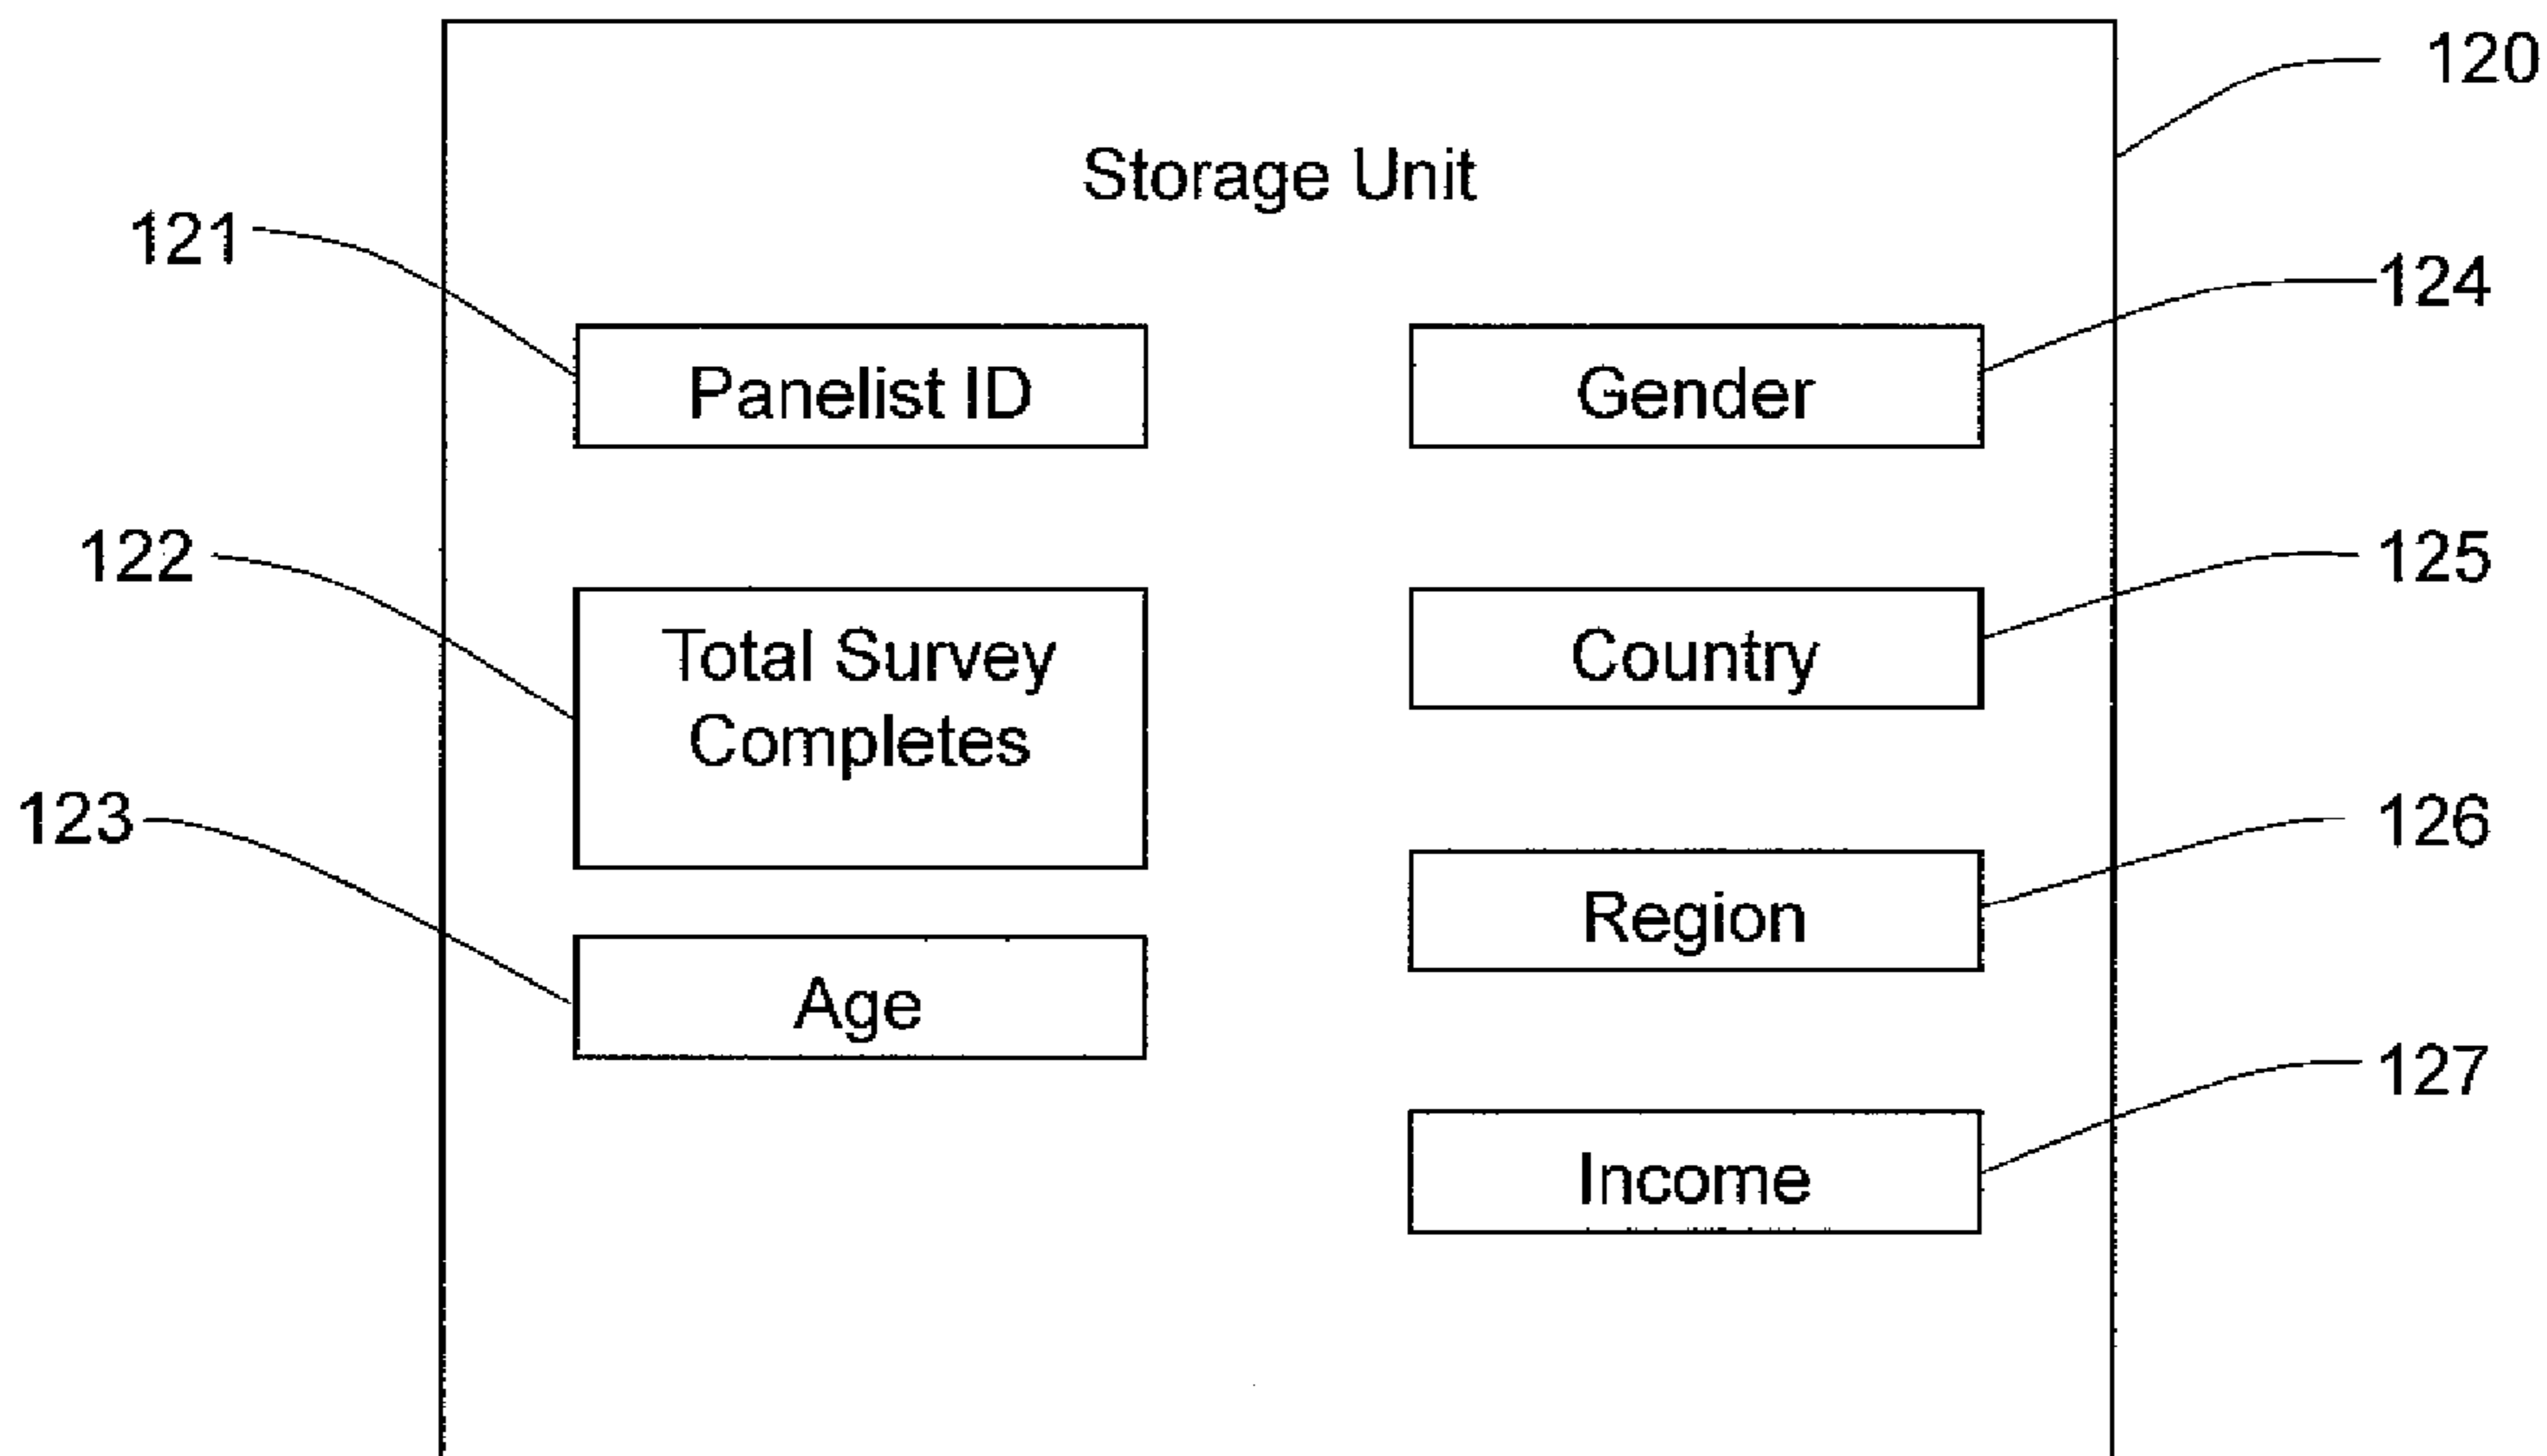 120
Storage Unit
121
124
Panelist ID
Gender
122
125
Total Survey
Completes
Country
123
126
Age
Region
127
Income